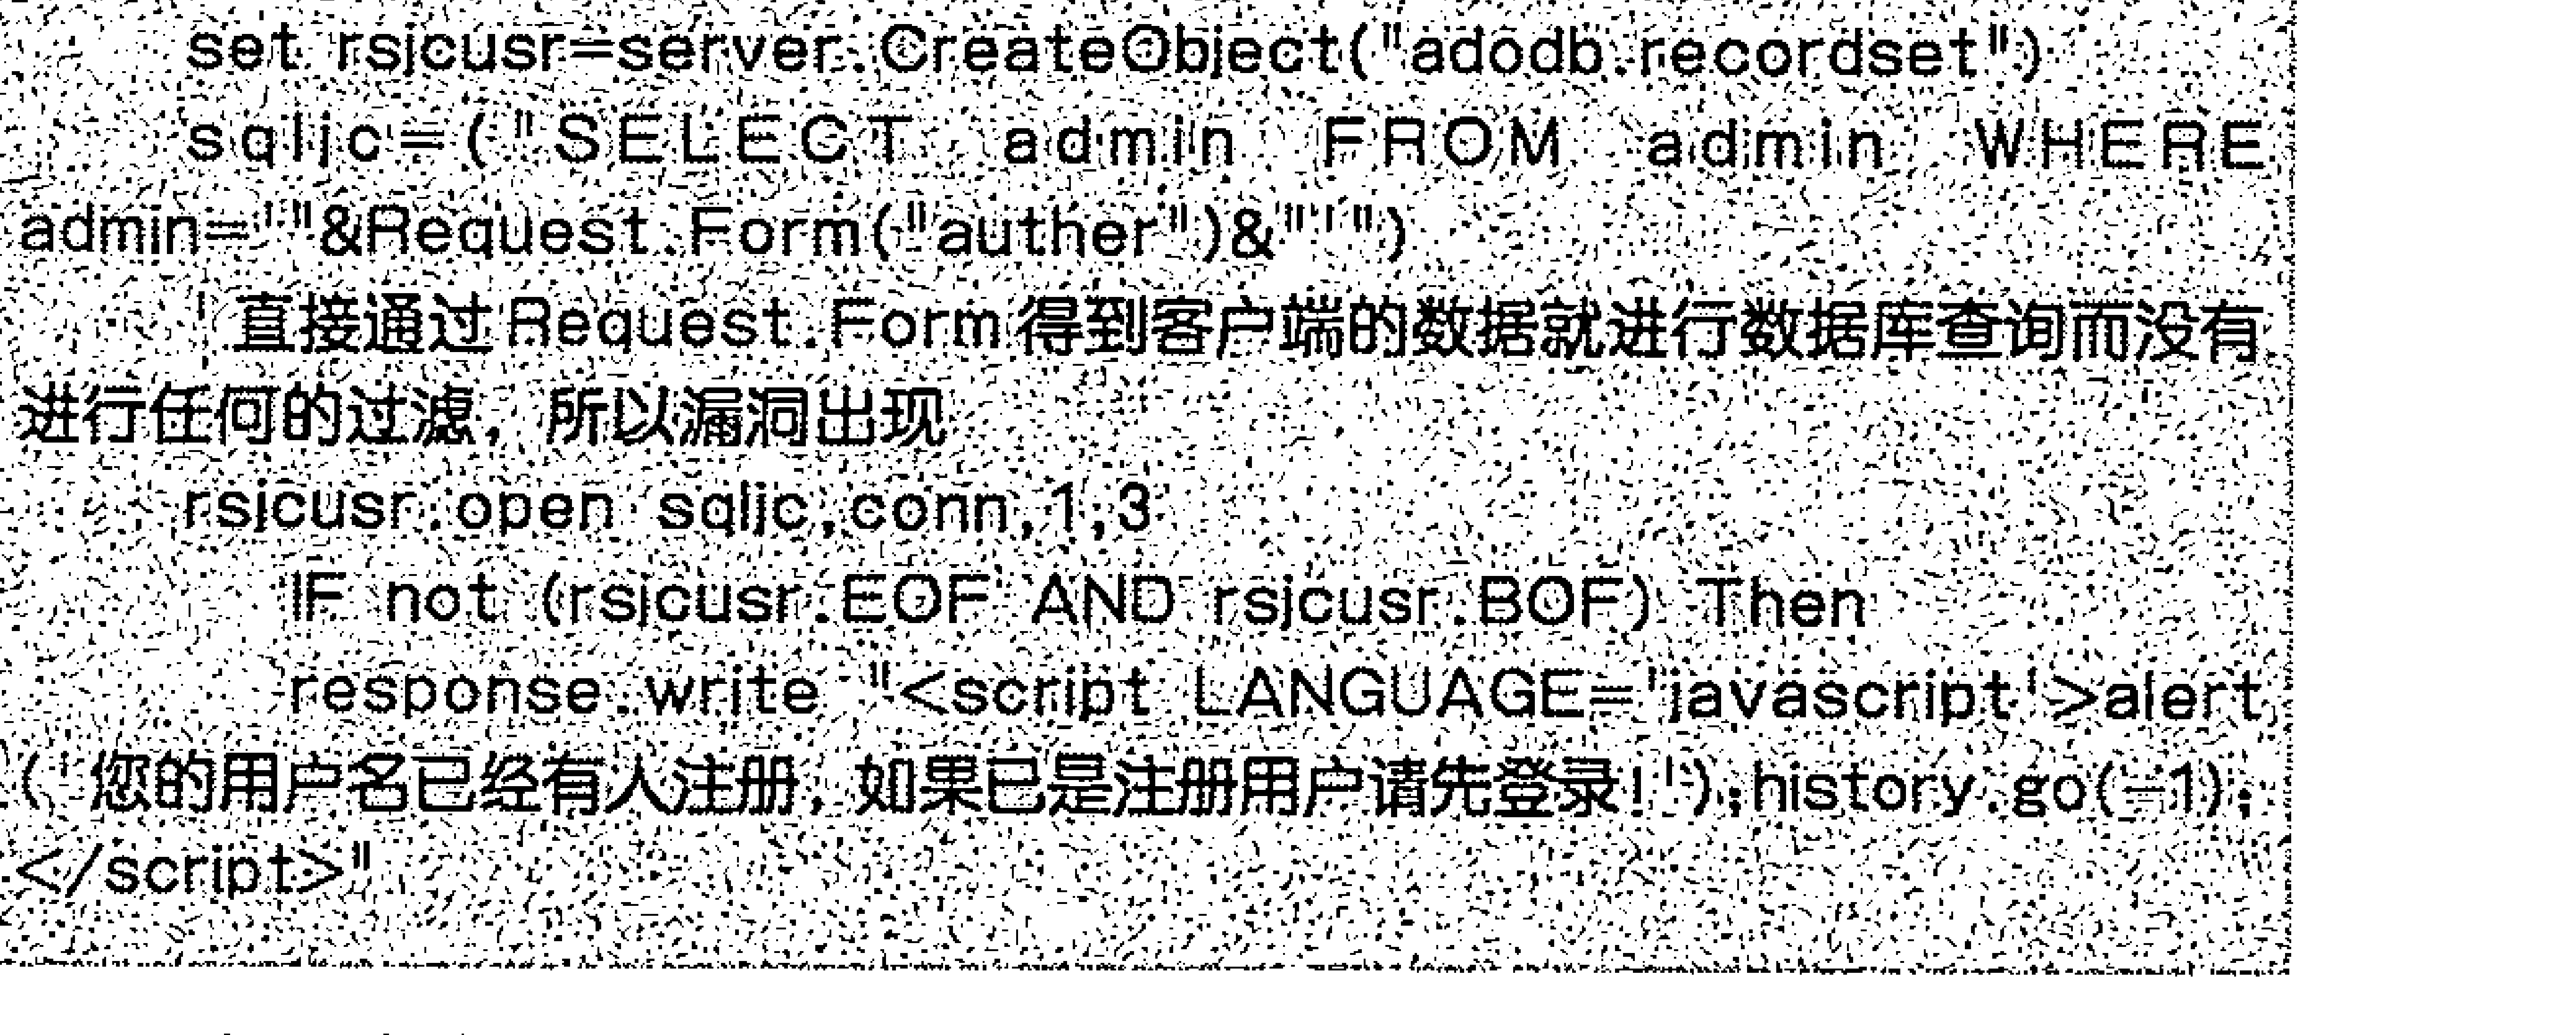 set rsjcusr=server.CreateObject("adodb.recordset")
sqljc=("SELECT admin FROM admin WHERE
admin='"&Request.Form("auther")&"'")
'直接通过Request.Form得到客户端的数据就进行数据库查询而没有
进行任何的过滤，所以漏洞出现
rsjcusr.open sqljc,conn,1,3
IF not (rsjcusr.EOF AND rsjcusr.BOF) Then
response.write "<script LANGUAGE='javascript'>alert
('您的用户名已经有人注册，如果已是注册用户请先登录!');history.go(-1);
</script>"